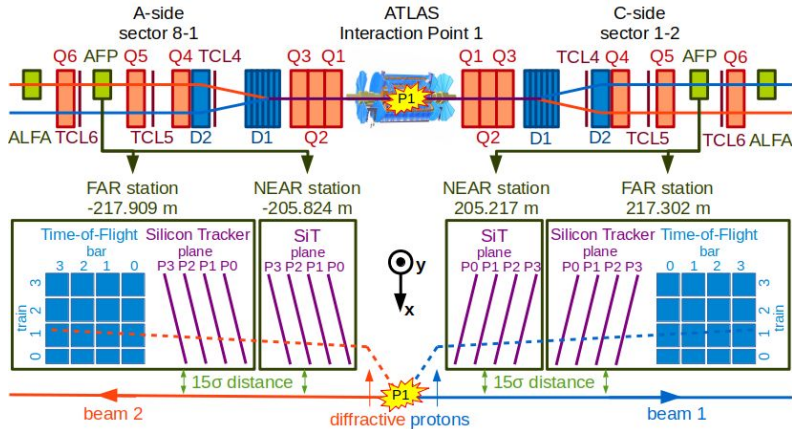 A-side ATLAS C-side
sector 8-1 Interaction Point 1 sector 1-2
Q6 AFP Q5 Q4 TCL4 Q3 Q1 Q1 Q3 TCL4 Q4 Q5 AFP Q6
P1
ALFA TCL6 TCL5 D2 D1 Q2 Q2 D1 D2 TCL5 TCL6 ALFA
FAR station NEAR station NEAR station FAR station
-217.909 m -205.824 m 205.217 m 217.302 m
Time-of-Flight Silicon Tracker SiT SiT Silicon Tracker Time-of-Flight
bar plane plane plane plane bar
3 2 1 0 P3 P2 P1 P0 P3 P2 P1 P0 P0 P1 P2 P3 P0 P1 P2 P3 0 1 2 3
y
x
train 3 2 1 0
3 2 1 0 train
15σ distance 15σ distance
P1
beam 2 diffractive protons beam 1